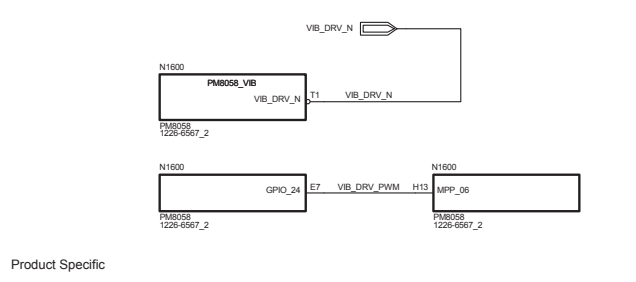 VIB_DRV_N
N1600
PM8058_VIB
VIB_DRV_N T1 VIB_DRV_N
PM8058
1226-6567_2
N1600 N1600
GPIO_24 E7 VIB_DRV_PWM H13 MPP_06
PM8058 PM8058
1226-6567_2 1226-6567_2
Product Specific